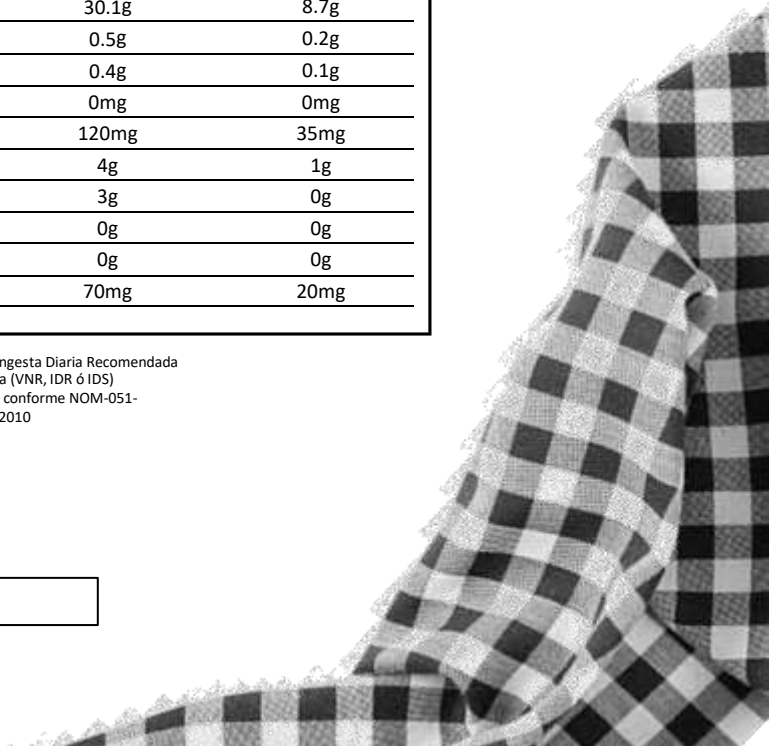 30.1g 8.7g
0.5g 0.2g
0.4g 0.1g
0mg 0mg
120mg 35mg
4g 1g
3g 0g
0g 0g
0g 0g
70mg 20mg
ngesta Diaria Recomendada
a (VNR, IDR ó IDS)
conforme NOM-051-
2010